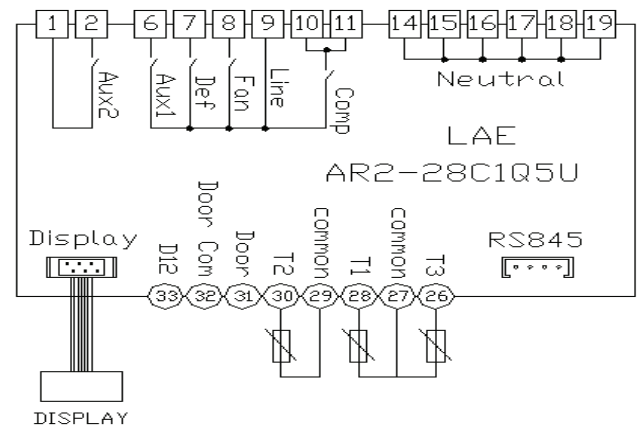 1 2 6 7 8 9 10 11 14 15 16 17 18 19
Aux2
Aux1
Def
Fan
Line
Comp
Neutral
LAE
AR2-28C1Q5U
Display
D12
Door Com
Door
T2
common
T1
common
T3
RS845
33 32 31 30 29 28 27 26
DISPLAY